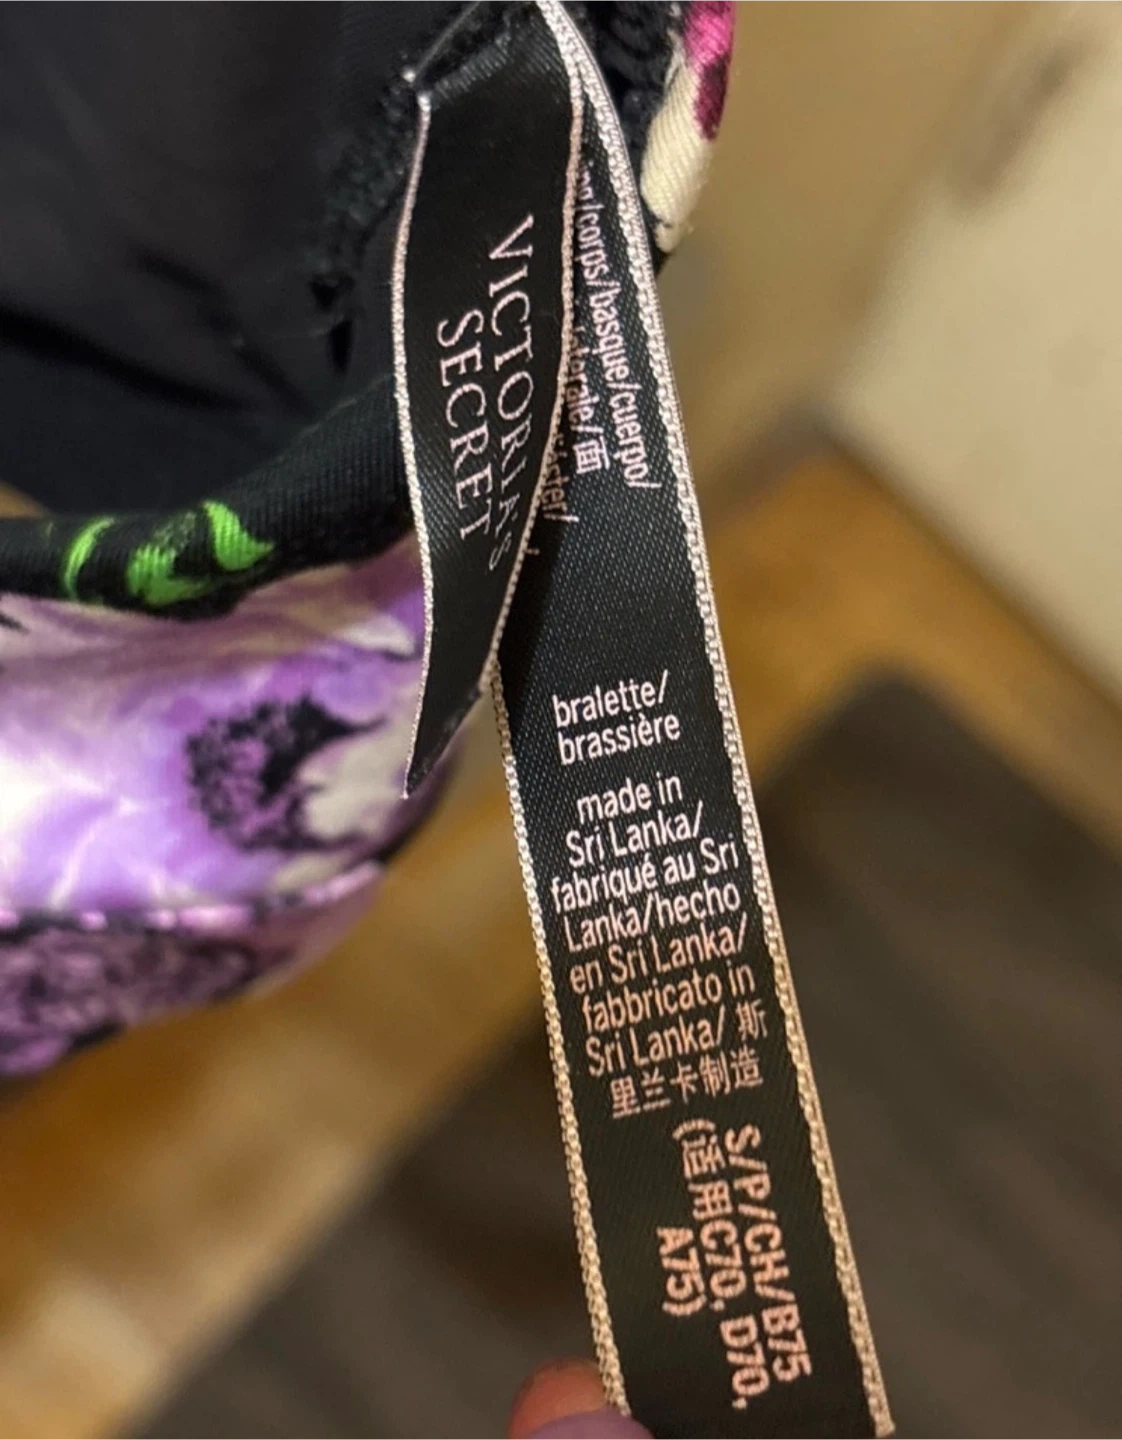 VICTORIA'S
SECRET
/corps/basque/cuerpo/
/面
bralette/
brassière
made in
Sri Lanka/
fabriqué au Sri
Lanka/hecho
en Sri Lanka/
fabbricato in
Sri Lanka/ 斯
里兰卡制造
S/P/CH/B75
(适用C70, D70,
A75)